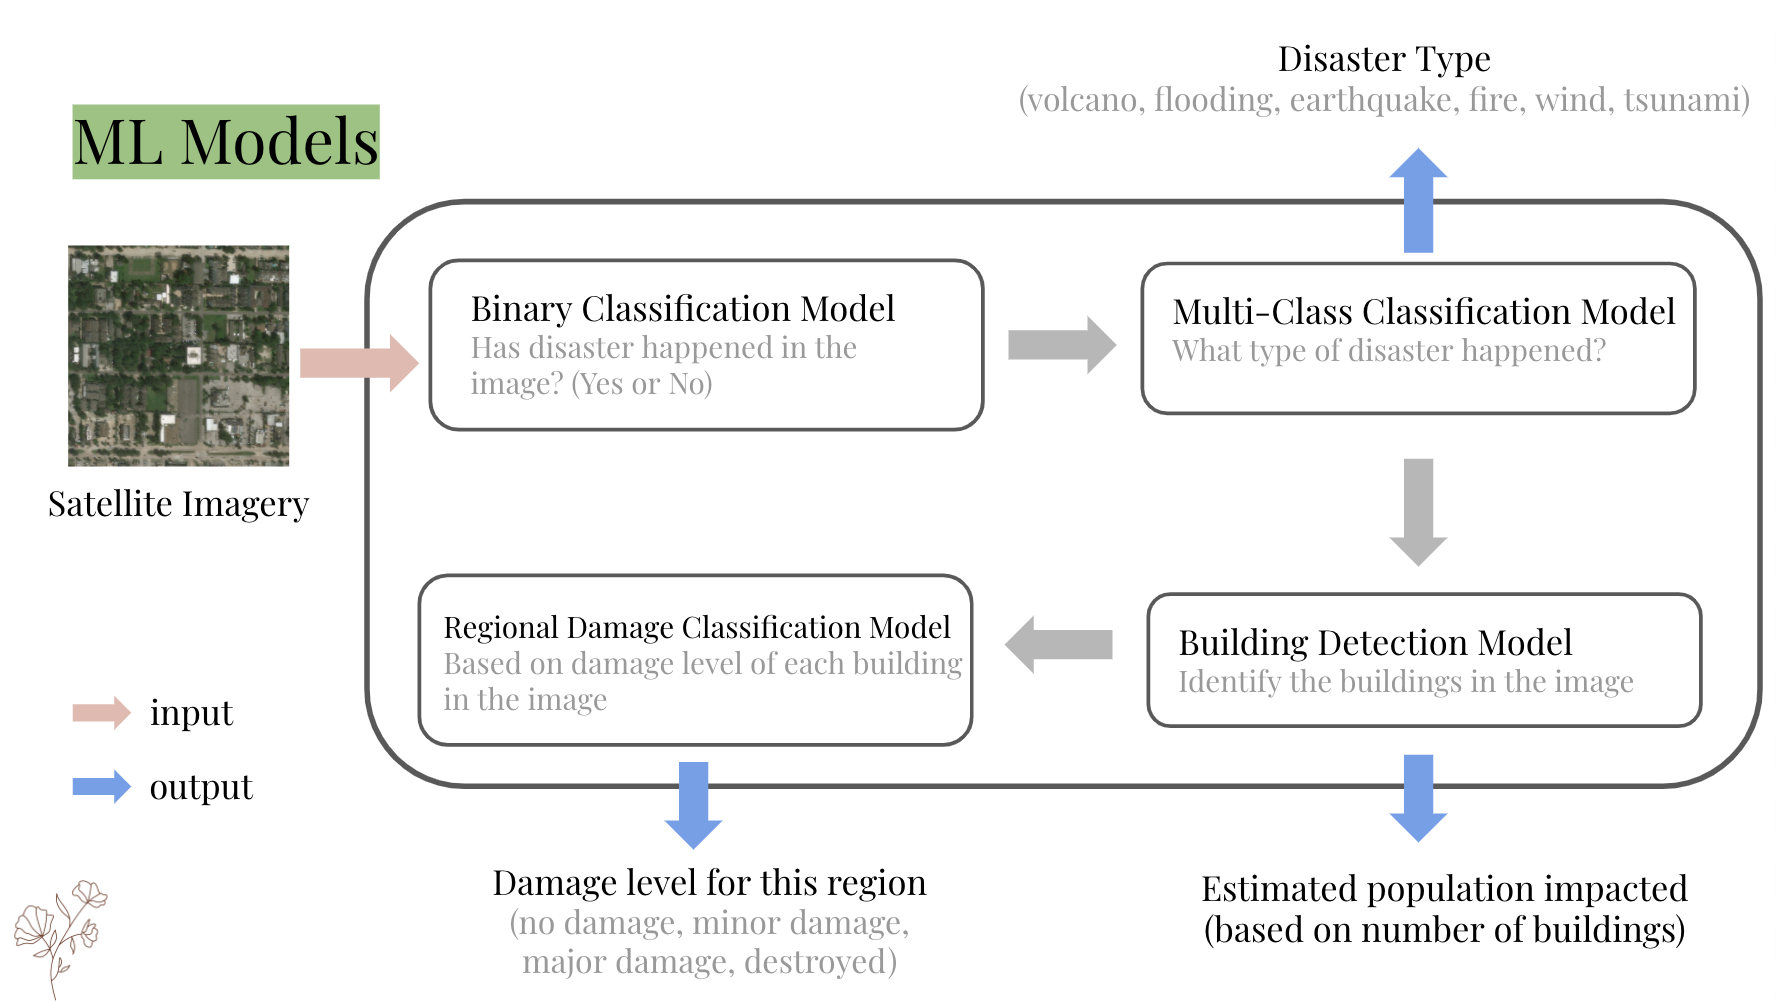 Disaster Type
(volcano, flooding, earthquake, fire, wind, tsunami)
ML Models
Binary Classification Model
Has disaster happened in the
image? (Yes or No)
Multi-Class Classification Model
What type of disaster happened?
Satellite Imagery
Regional Damage Classification Model
Based on damage level of each building
in the image
Building Detection Model
Identify the buildings in the image
input
output
Damage level for this region
(no damage, minor damage,
major damage, destroyed)
Estimated population impacted
(based on number of buildings)